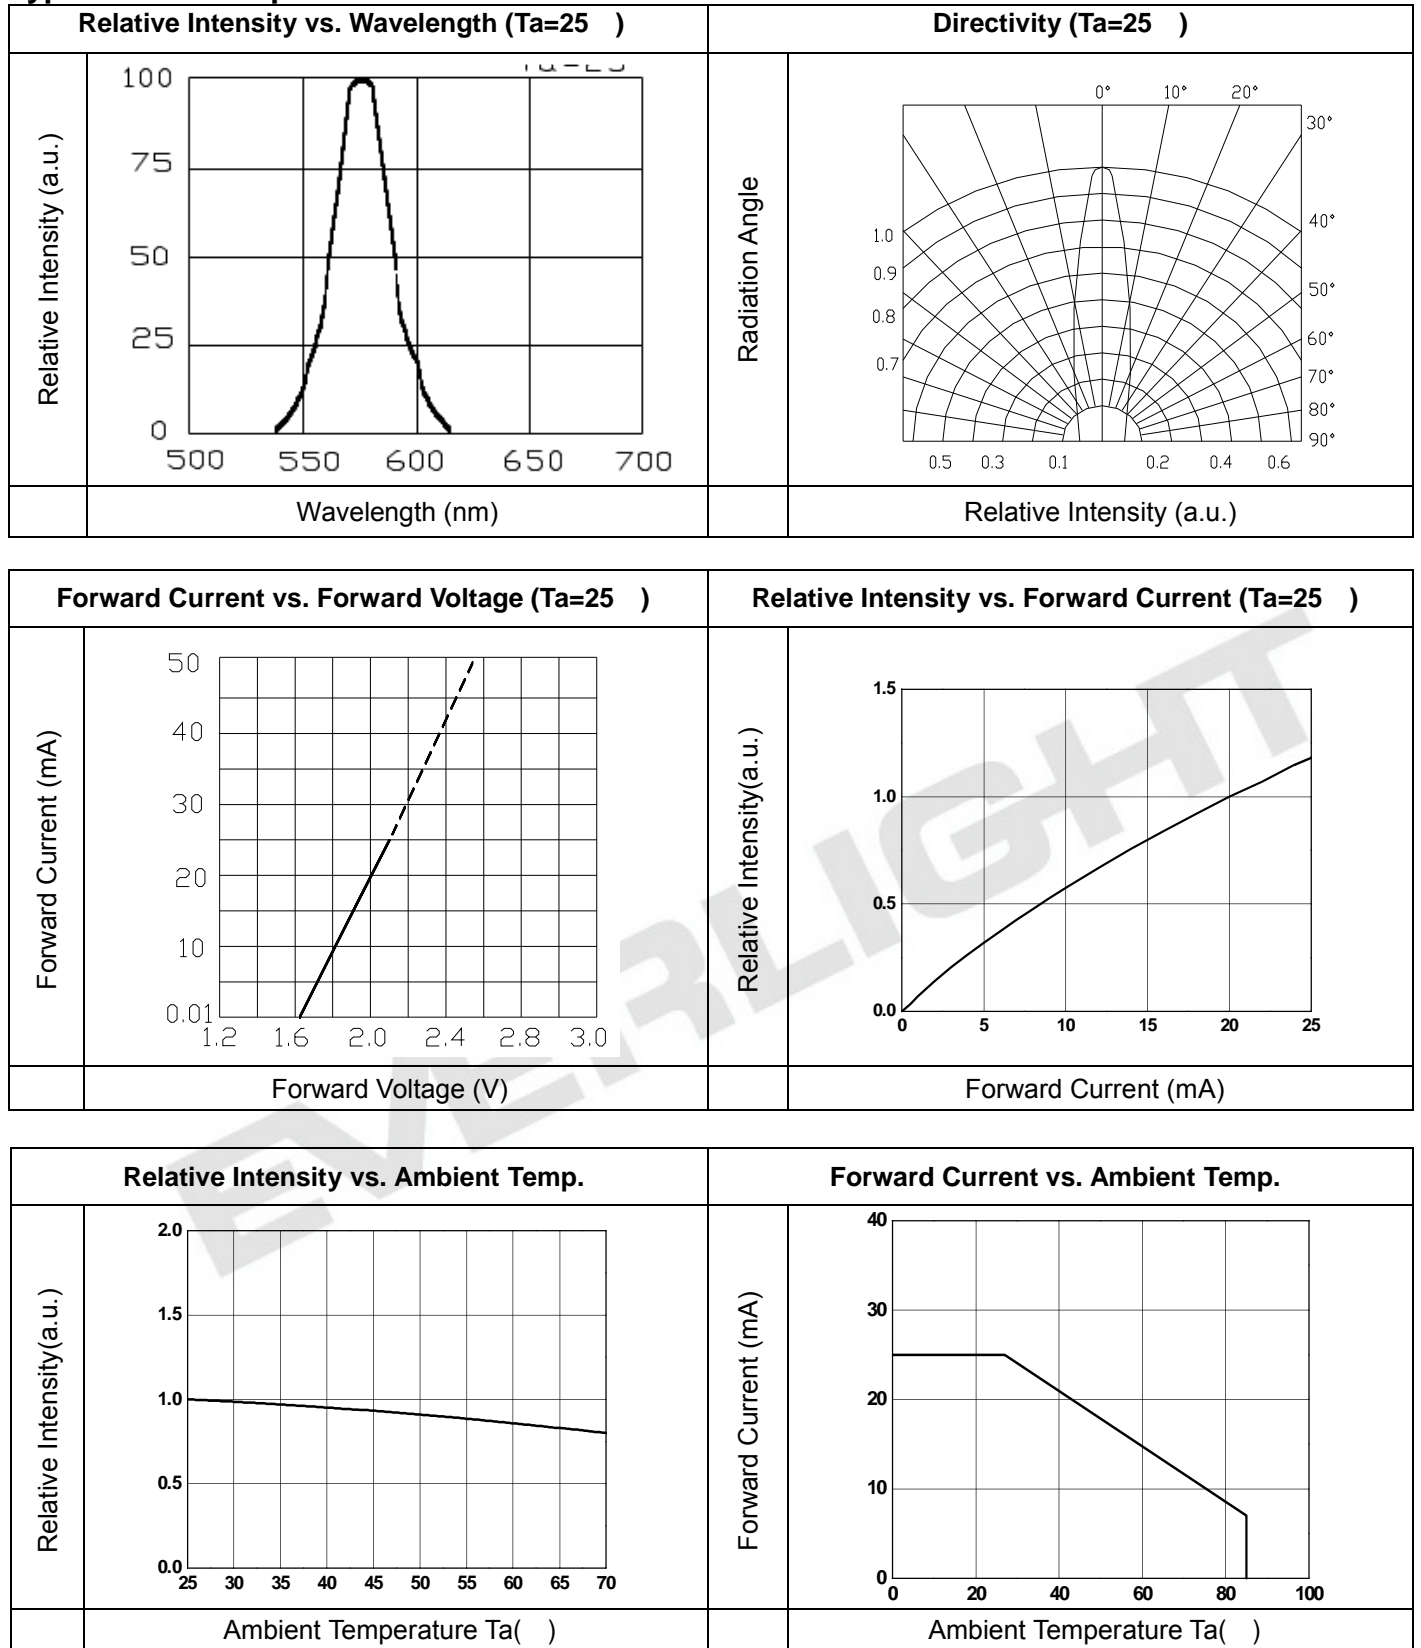 Relative Intensity vs. Wavelength (Ta=25 )
Relative Intensity (a.u.)
100
75
50
25
0
500 550 600 650 700
Wavelength (nm)
Directivity (Ta=25 )
Radiation Angle
0° 10° 20°
30°
40°
50°
60°
70°
80°
90°
1.0
0.9
0.8
0.7
0.5 0.3 0.1 0.2 0.4 0.6
Relative Intensity (a.u.)
Forward Current vs. Forward Voltage (Ta=25 )
Forward Current (mA)
50
40
30
20
10
0.01
1.2 1.6 2.0 2.4 2.8 3.0
Forward Voltage (V)
Relative Intensity vs. Forward Current (Ta=25 )
Relative Intensity(a.u.)
1.5
1.0
0.5
0.0
0 5 10 15 20 25
Forward Current (mA)
EVERLIGHT
Relative Intensity vs. Ambient Temp.
Relative Intensity(a.u.)
2.0
1.5
1.0
0.5
0.0
25 30 35 40 45 50 55 60 65 70
Ambient Temperature Ta( )
Forward Current vs. Ambient Temp.
Forward Current (mA)
40
30
20
10
0
0 20 40 60 80 100
Ambient Temperature Ta( )